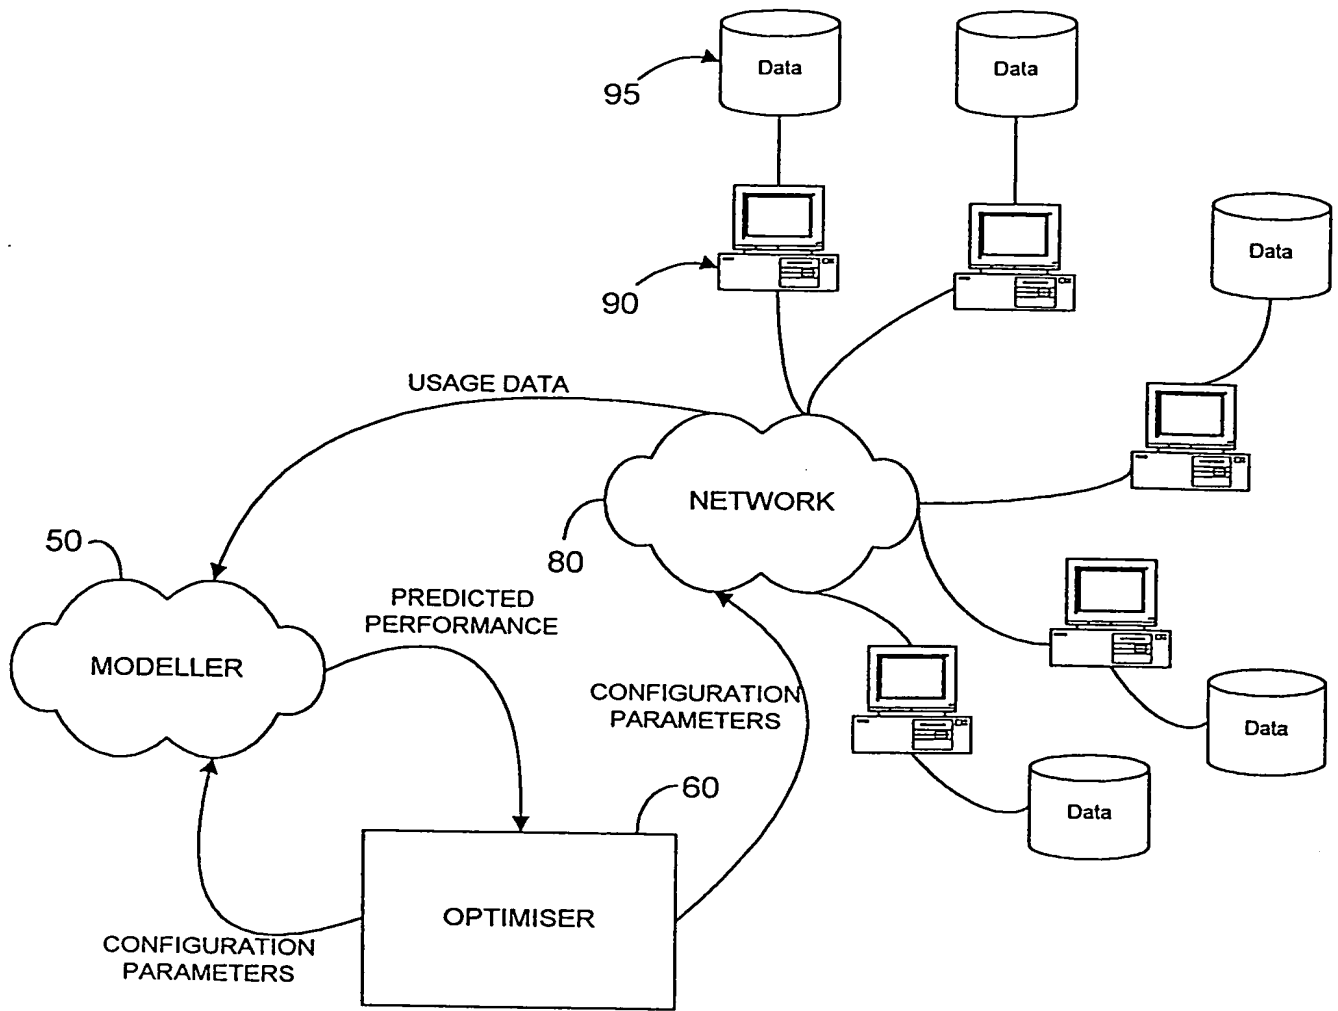 Data
Data
95
Data
90
USAGE DATA
NETWORK
50
80
PREDICTED
PERFORMANCE
MODELLER
CONFIGURATION
PARAMETERS
Data
60
Data
OPTIMISER
CONFIGURATION
PARAMETERS